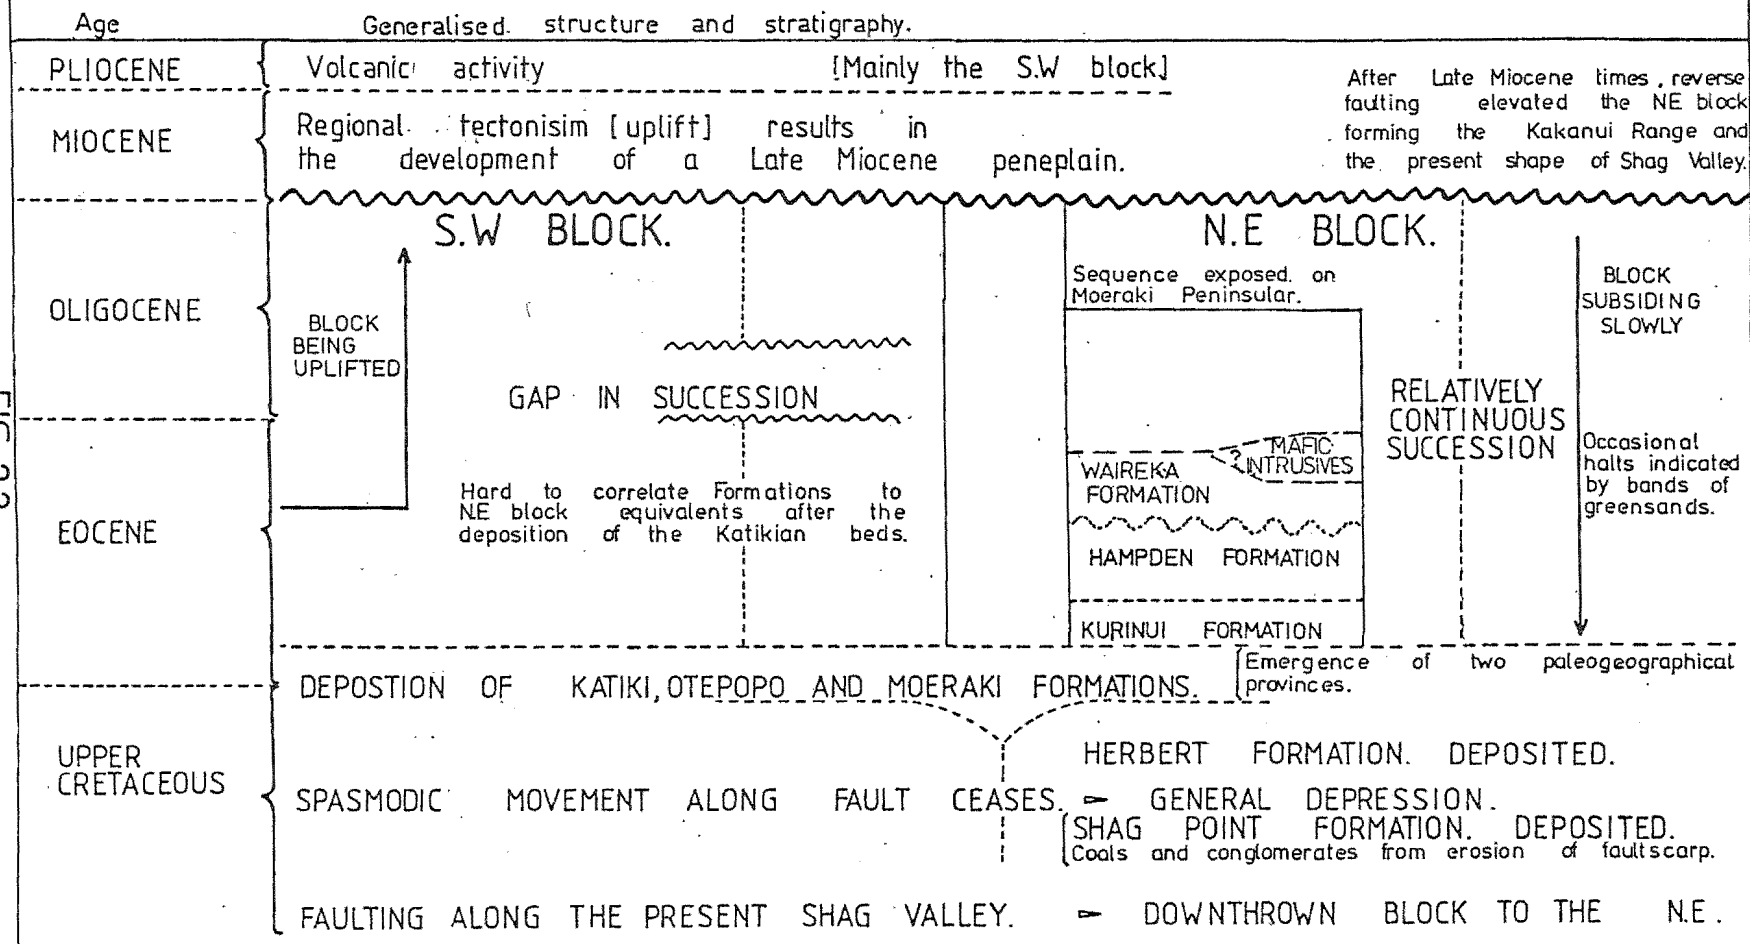 Age
Generalised. structure and stratigraphy.
PLIOCENE
Volcanic activity [Mainly the S.W block]
MIOCENE
Regional tectonisim [uplift] results in
the development of a Late Miocene peneplain.
After Late Miocene times, reverse
faulting elevated the NE block
forming the Kakanui Range and
the present shape of Shag Valley.
OLIGOCENE
S.W BLOCK.
BLOCK
BEING
UPLIFTED
GAP IN SUCCESSION
N.E BLOCK.
Sequence exposed. on
Moeraki Peninsular.
BLOCK
SUBSIDING
SLOWLY
RELATIVELY
CONTINUOUS
SUCCESSION
EOCENE
Hard to correlate Formations to
NE block equivalents after the
deposition of the Katikian beds.
MAFIC
? INTRUSIVES
WAIREKA
FORMATION
HAMPDEN FORMATION
KURINUI FORMATION
Occasional
halts indicated
by bands of
greensands.
DEPOSTION OF KATIKI, OTEPOPO AND MOERAKI FORMATIONS.
Emergence of two paleogeographical
provinces.
UPPER
CRETACEOUS
HERBERT FORMATION. DEPOSITED.
SPASMODIC MOVEMENT ALONG FAULT CEASES. ► GENERAL DEPRESSION.
SHAG POINT FORMATION. DEPOSITED.
Coals and conglomerates from erosion of faultscarp.
FAULTING ALONG THE PRESENT SHAG VALLEY. ► DOWNTHROWN BLOCK TO THE N.E.